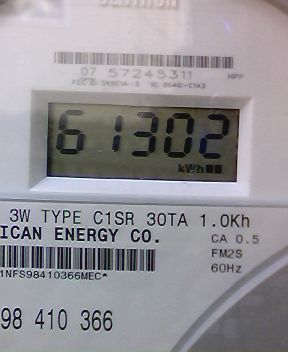 07 57245311
61302
kWh
3W TYPE C1SR 30TA 1.0Kh
ICAN ENERGY CO.
CA 0.5
FM2S
60Hz
1NFS98410366MEC*
98 410 366